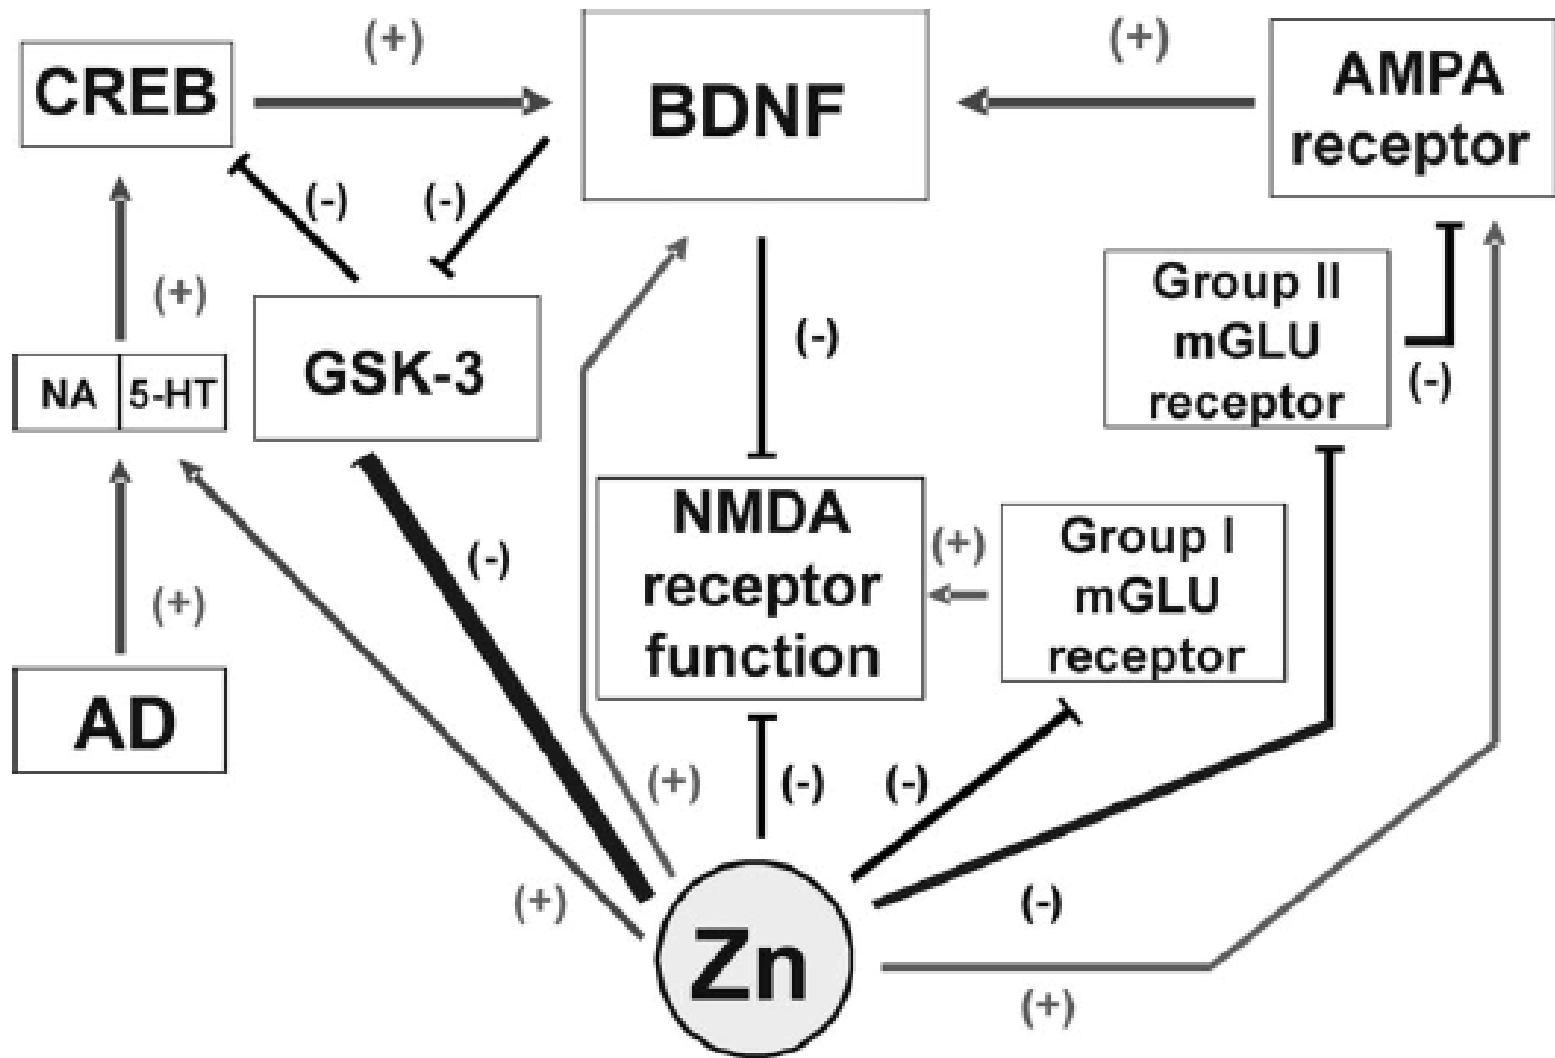 (+)
(+)
CREB
BDNF
AMPA
receptor
(-)
(-)
(+)
GSK-3
(-)
Group II
mGLU
receptor
(-)
NA
5-HT
NMDA
receptor
function
(+)
Group I
mGLU
receptor
(-)
(+)
AD
(+)
(-)
(-)
(+)
(-)
Zn
(+)